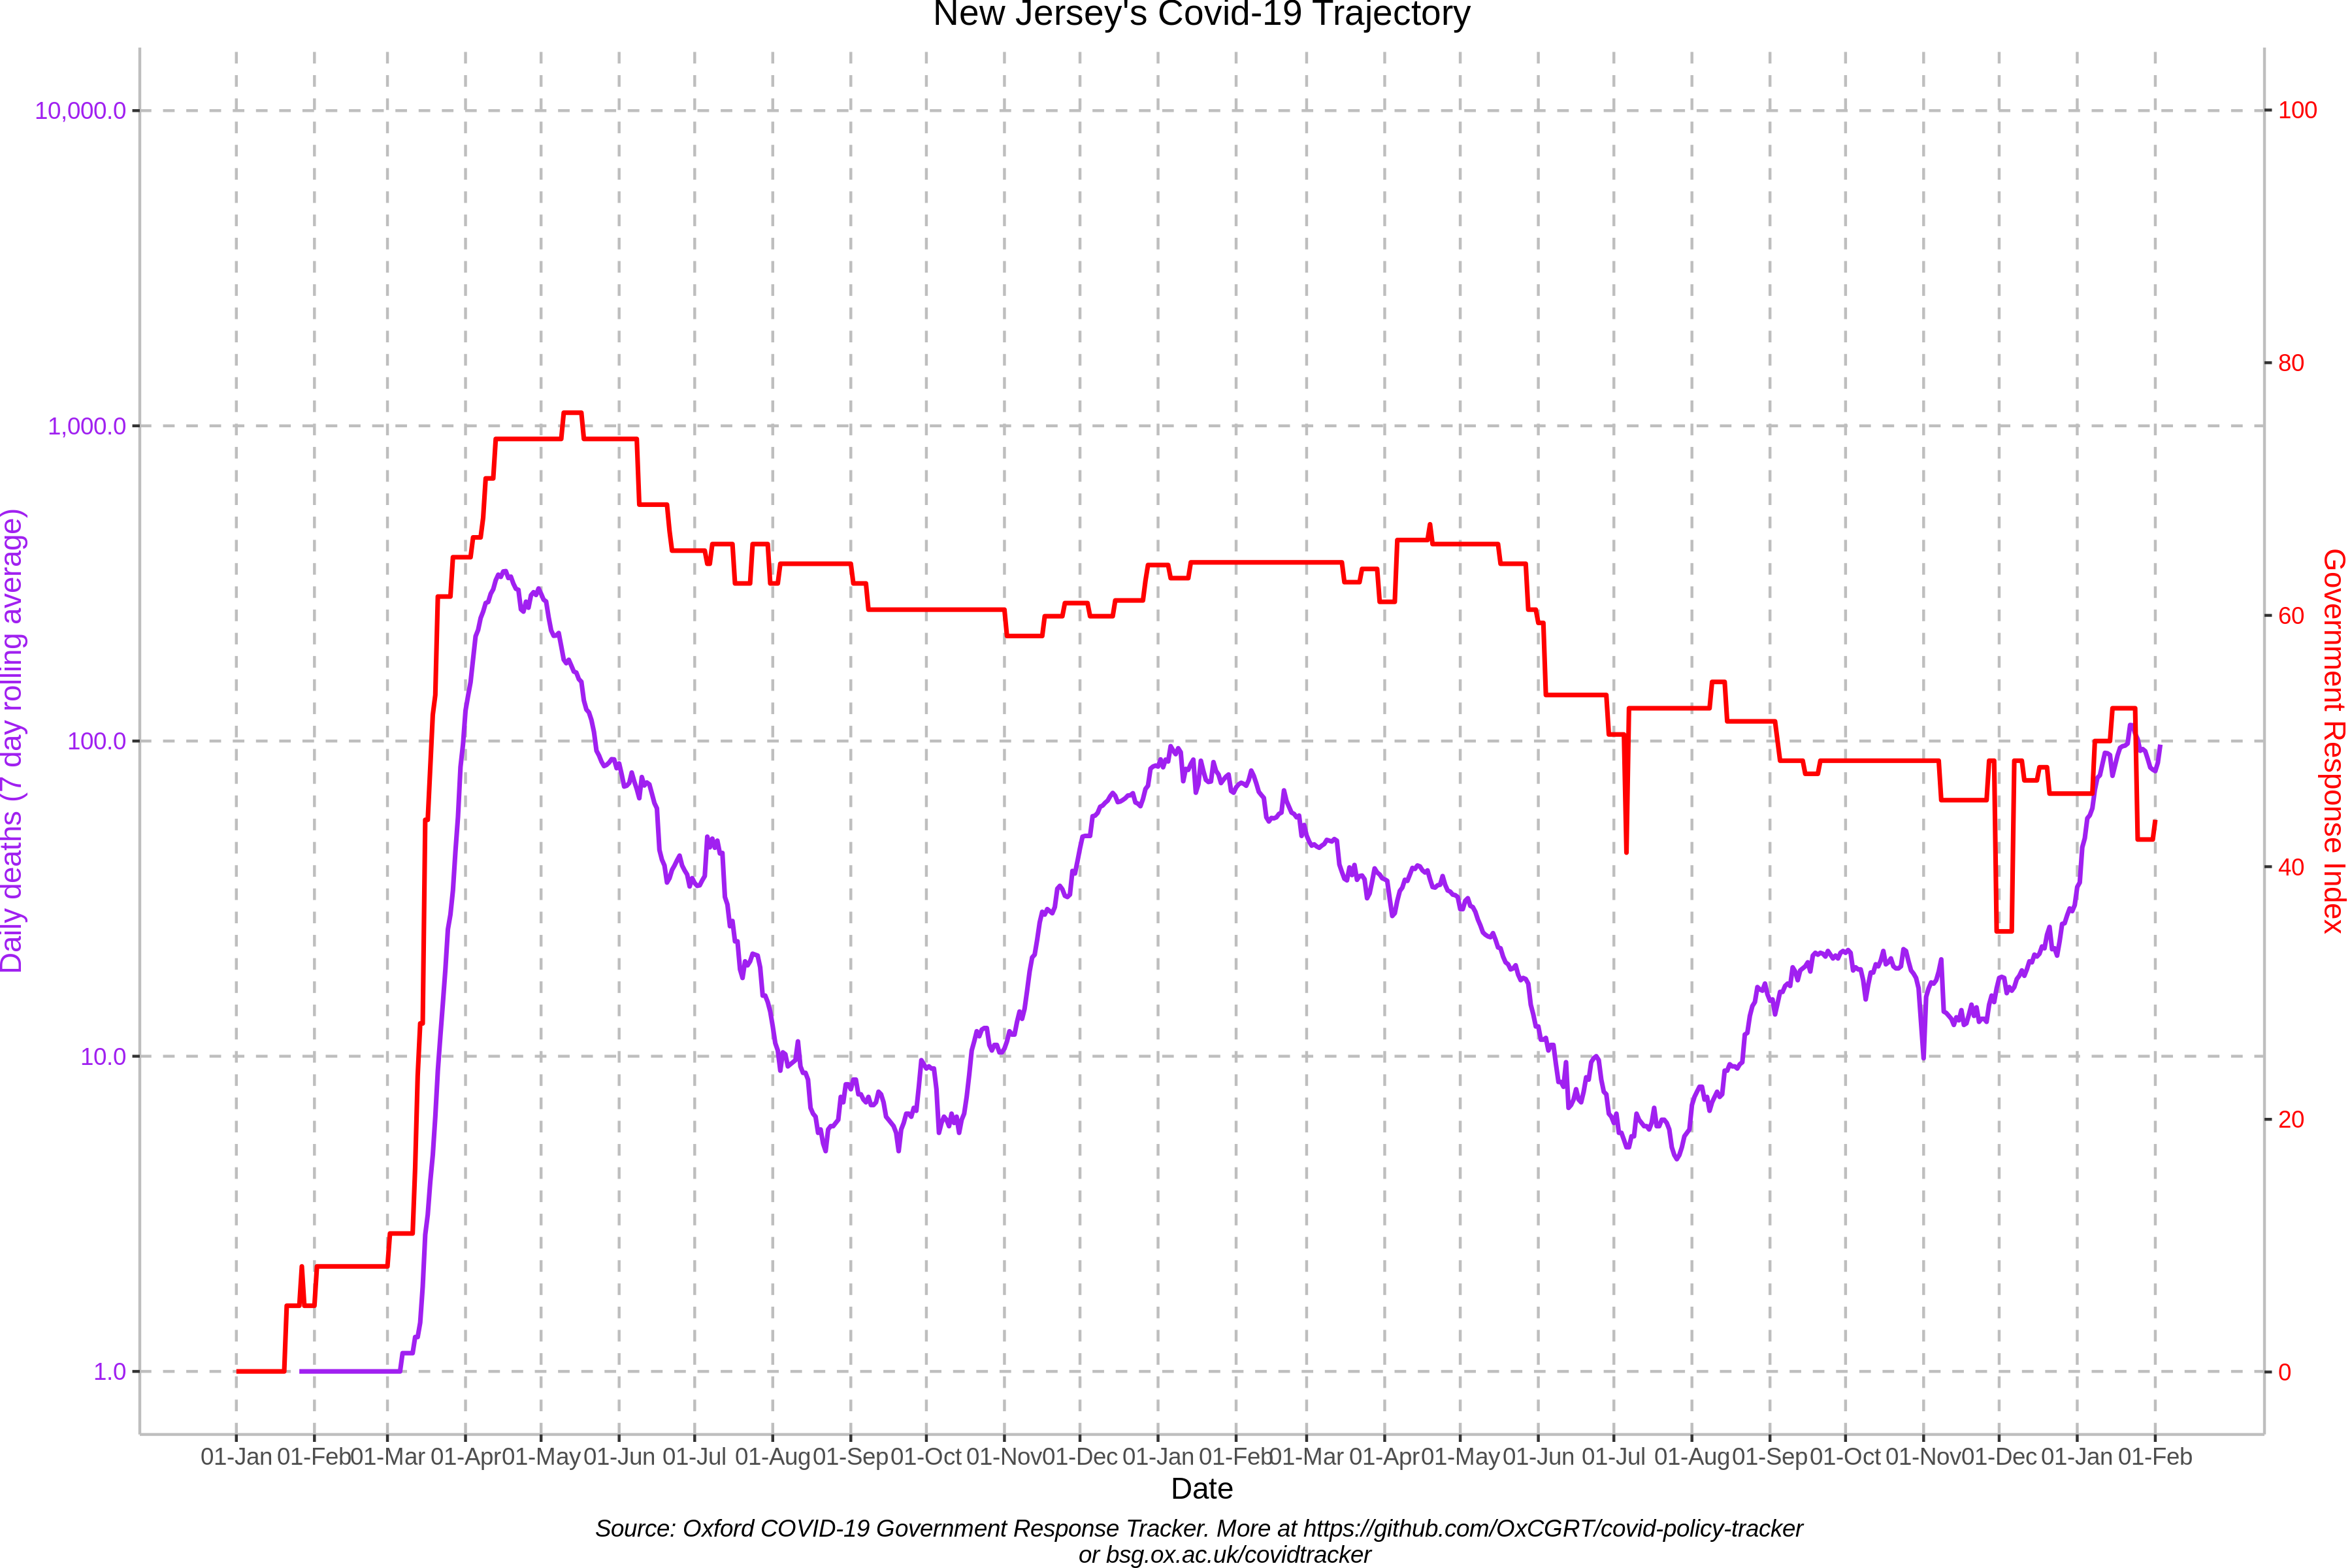 New Jersey's Covid-19 Trajectory
10,000.0
1,000.0
100.0
10.0
1.0
Daily deaths (7 day rolling average)
100
80
60
40
20
0
Government Response Index
01-Jan 01-Feb 01-Mar 01-Apr 01-May 01-Jun 01-Jul 01-Aug 01-Sep 01-Oct 01-Nov 01-Dec 01-Jan 01-Feb 01-Mar 01-Apr 01-May 01-Jun 01-Jul 01-Aug 01-Sep 01-Oct 01-Nov 01-Dec 01-Jan 01-Feb
Date
Source: Oxford COVID-19 Government Response Tracker. More at https://github.com/OxCGRT/covid-policy-tracker
or bsg.ox.ac.uk/covidtracker